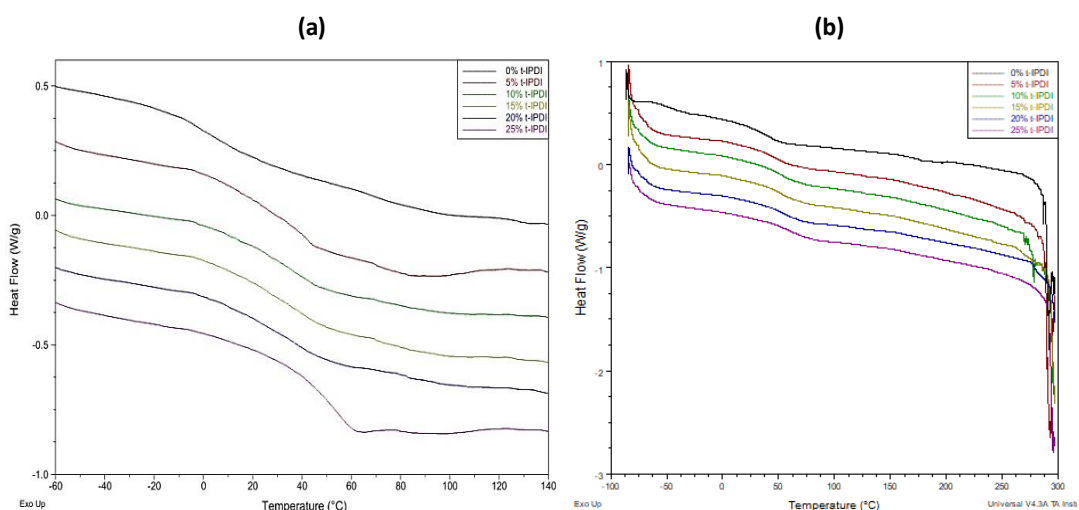 (a)
0.5
0.0
-0.5
-1.0
Heat Flow (W/g)
0% t-IPDI
5% t-IPDI
10% t-IPDI
15% t-IPDI
20% t-IPDI
25% t-IPDI
-60 -40 -20 0 20 40 60 80 100 120 140
Exo Up
Temperature (°C)
(b)
1
0
-1
-2
-3
Heat Flow (W/g)
0% t-IPDI
5% t-IPDI
10% t-IPDI
15% t-IPDI
20% t-IPDI
25% t-IPDI
-100 -50 0 50 100 150 200 250 300
Exo Up
Temperature (°C)
Universal V4.3A TA Inst